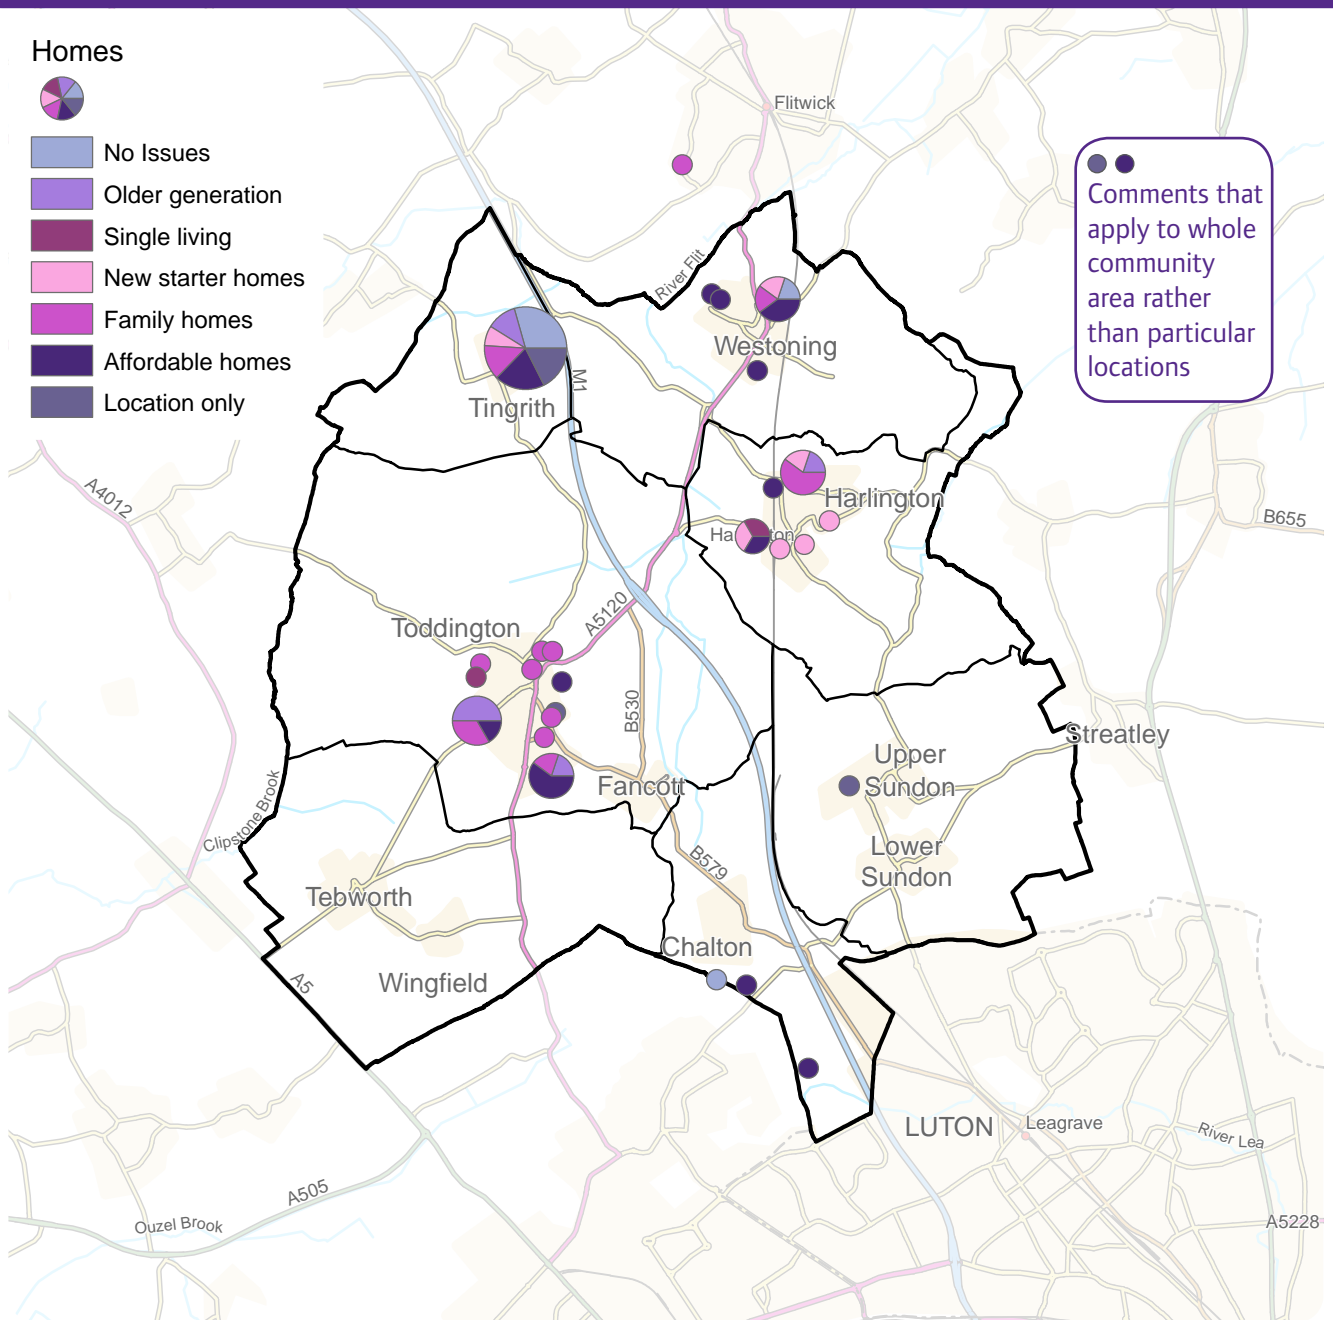 Homes
No Issues
Older generation
Single living
New starter homes
Family homes
Affordable homes
Location only
Flitwick
Comments that
apply to whole
community
area rather
than particular
locations
River Flit
Westoning
M1
Tingrith
A4012
Harlington
B655
A5120
Toddington
B530
Streatley
Upper
Sundon
Fancott
Clipstone Brook
Lower
Sundon
B579
Tebworth
Chalton
A5
Wingfield
LUTON
Leagrave
River Lea
A505
Ouzel Brook
A5228